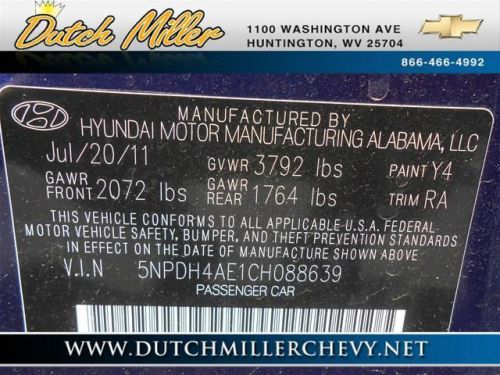 Dutch Miller
1100 WASHINGTON AVE
HUNTINGTON, WV 25704
866-466-4992
MANUFACTURED BY
HYUNDAI MOTOR MANUFACTURING ALABAMA, LLC
Jul/20/11 GVWR 3792 lbs PAINT Y4
GAWR FRONT 2072 lbs GAWR REAR 1764 lbs TRIM RA
THIS VEHICLE CONFORMS TO ALL APPLICABLE U.S.A. FEDERAL
MOTOR VEHICLE SAFETY, BUMPER, AND THEFT PREVENTION STANDARDS
IN EFFECT ON THE DATE OF MANUFACTURE SHOWN ABOVE
V.I.N 5NPDH4AE1CH088639
PASSENGER CAR
WWW.DUTCHMILLERCHEVY.NET